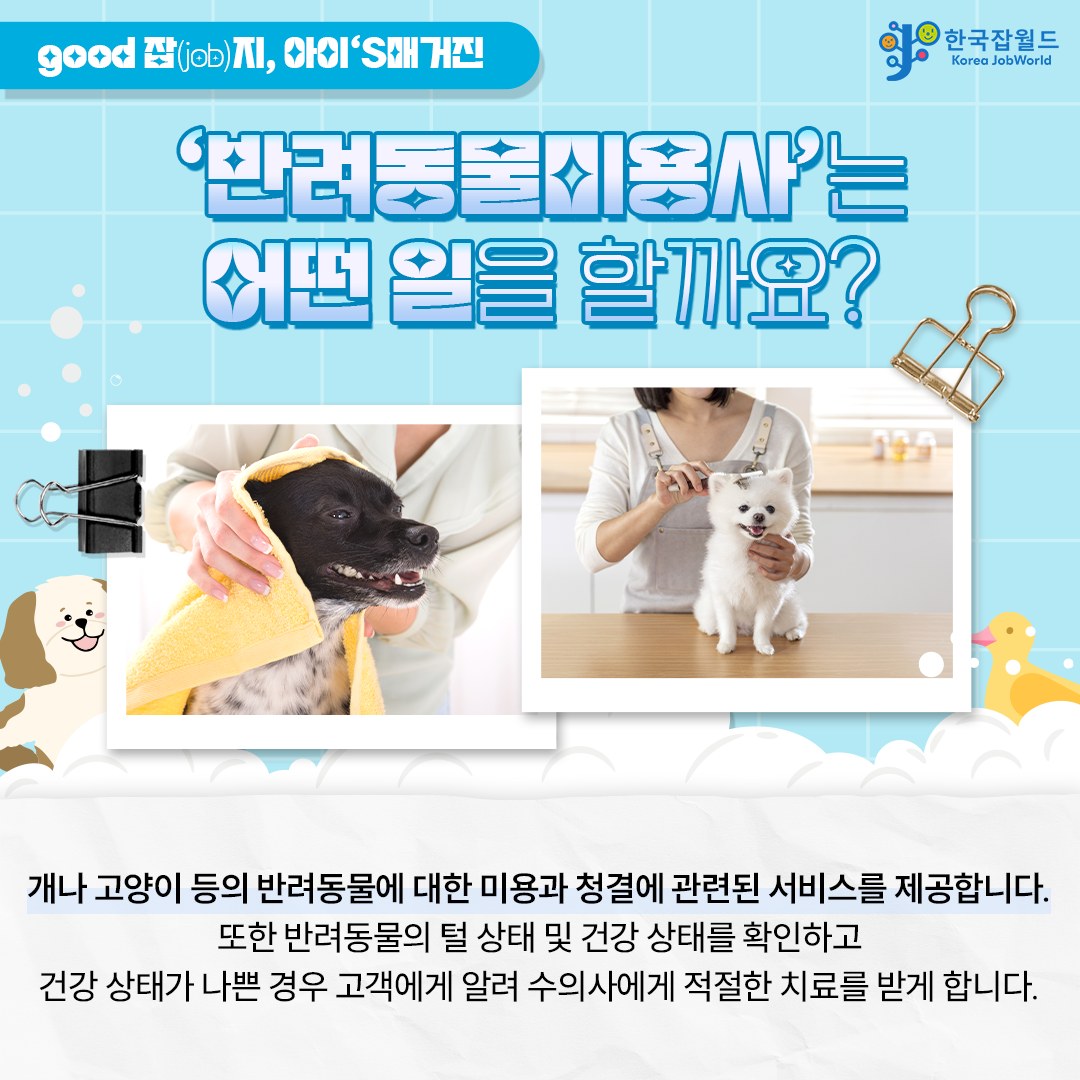 good 잡(job)지, 아이‘S매거진
한국잡월드
Korea JobWorld
‘반려동물미용사’는
어떤 일을 할까요?
개나 고양이 등의 반려동물에 대한 미용과 청결에 관련된 서비스를 제공합니다.
또한 반려동물의 털 상태 및 건강 상태를 확인하고
건강 상태가 나쁜 경우 고객에게 알려 수의사에게 적절한 치료를 받게 합니다.